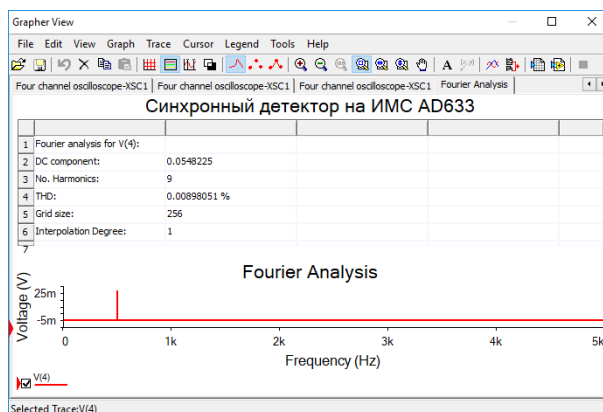 Grapher View
File Edit View Graph Trace Cursor Legend Tools Help
Four channel oscilloscope-XSC1 Four channel oscilloscope-XSC1 Four channel oscilloscope-XSC1 Fourier Analysis
Синхронный детектор на ИМС AD633
1 Fourier analysis for V(4):
2 DC component: 0.0548225
3 No. Harmonics: 9
4 THD: 0.00898051 %
5 Grid size: 256
6 Interpolation Degree: 1
7
Fourier Analysis
Voltage (V)
25m
-5m
0 1k 2k 3k 4k 5k
Frequency (Hz)
V(4)
Selected Trace:V(4)